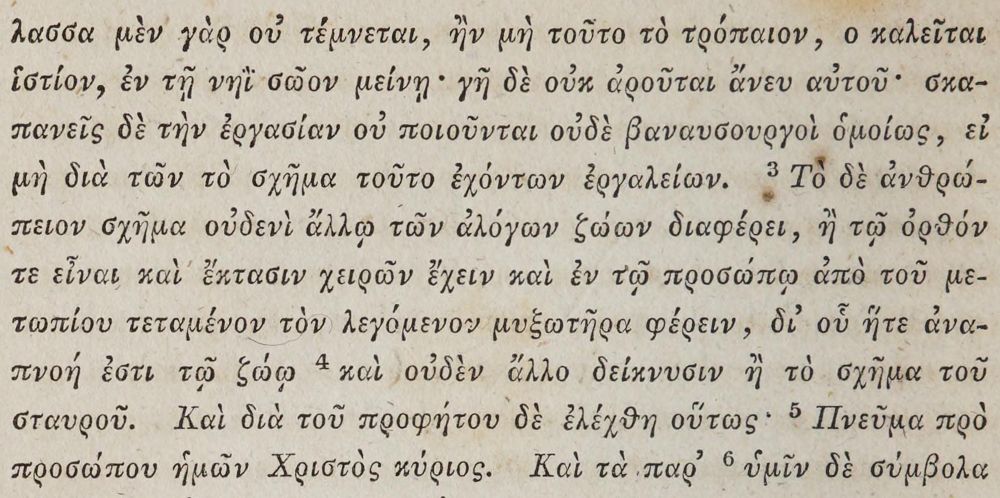 λασσα μὲν γὰρ οὐ τέμνεται, ἢν μὴ τοῦτο τὸ τρόπαιον, ο καλεῖται
ἱστίον, ἐν τῇ νηῒ σῶον μείνῃ· γῆ δὲ οὐκ ἀροῦται ἄνευ αὐτοῦ· σκα-
πανεῖς δὲ τὴν ἐργασίαν οὐ ποιοῦνται οὐδὲ βαναυσουργοὶ ὁμοίως, εἰ
μὴ διὰ τῶν τὸ σχῆμα τοῦτο ἐχόντων ἐργαλείων. ³ Τὸ δὲ ἀνθρώ-
πειον σχῆμα οὐδενὶ ἄλλῳ τῶν ἀλόγων ζώων διαφέρει, ἢ τῷ ὀρθόν
τε εἶναι καὶ ἔκτασιν χειρῶν ἔχειν καὶ ἐν τῷ προσώπῳ ἀπὸ τοῦ με-
τωπίου τεταμένον τὸν λεγόμενον μυξωτῆρα φέρειν, δι᾽ οὗ ἥτε ἀνα-
πνοή ἐστι τῷ ζώῳ ⁴ καὶ οὐδὲν ἄλλο δείκνυσιν ἢ τὸ σχῆμα τοῦ
σταυροῦ. Καὶ διὰ τοῦ προφήτου δὲ ἐλέχθη οὕτως· ⁵ Πνεῦμα πρὸ
προσώπου ἡμῶν Χριστὸς κύριος. Καὶ τὰ παρ᾽ ⁶ ὑμῖν δὲ σύμβολα